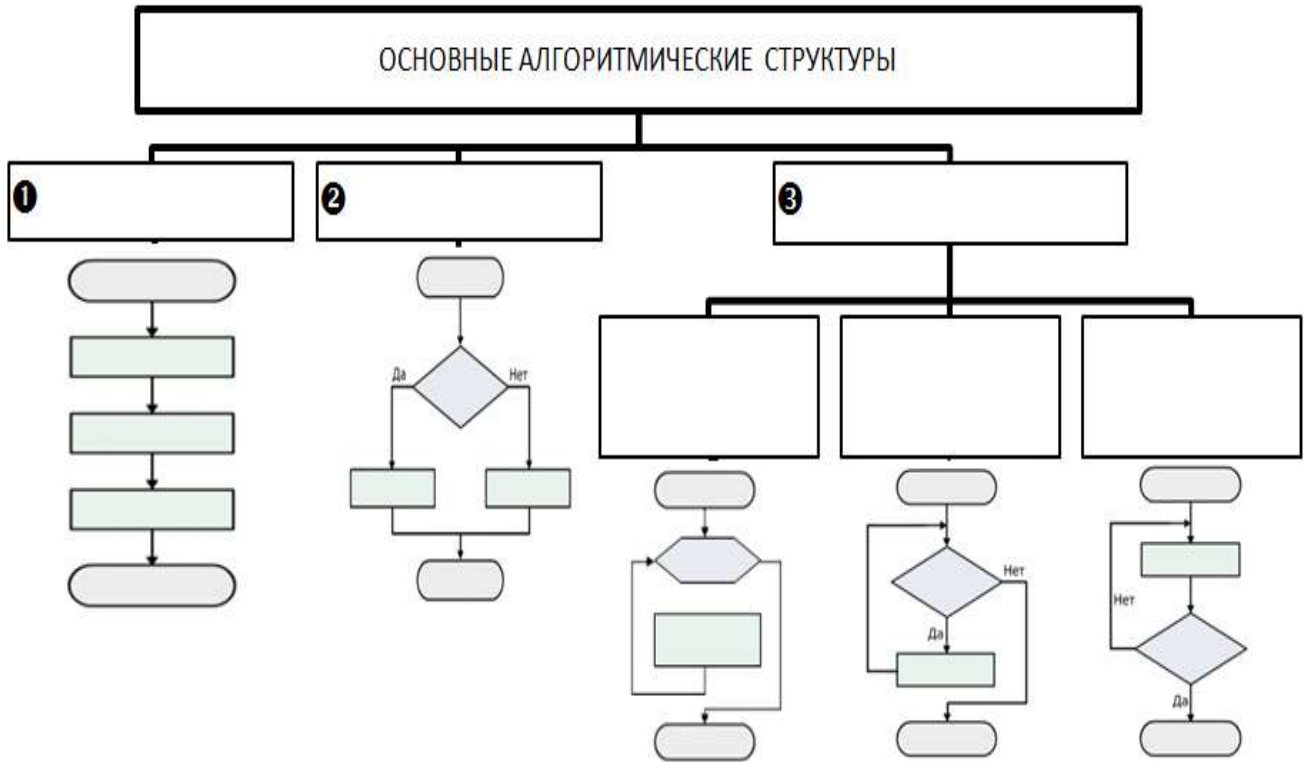 ОСНОВНЫЕ АЛГОРИТМИЧЕСКИЕ СТРУКТУРЫ
❶
❷
❸
Да
Нет
Нет
Да
Нет
Да